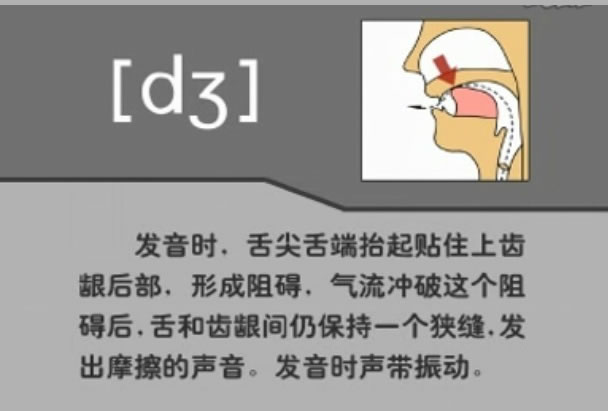 [dʒ]
发音时．舌尖舌端抬起贴住上齿
龈后部．形成阻碍．气流冲破这个阻
碍后．舌和齿龈间仍保持一个狭缝．发
出摩擦的声音。发音时声带振动。